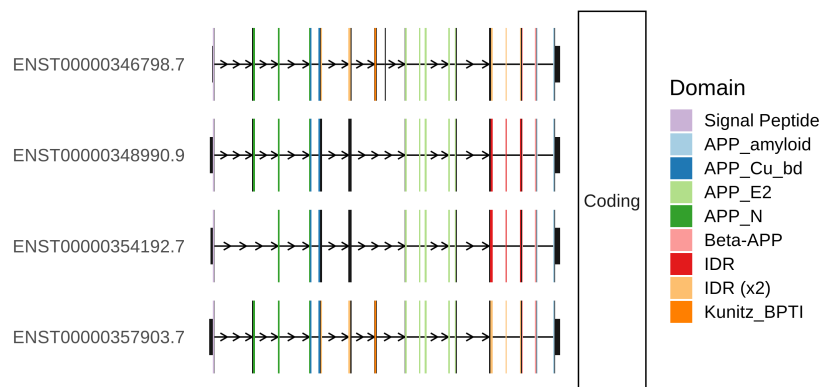 ENST00000346798.7
ENST00000348990.9
ENST00000354192.7
ENST00000357903.7
Coding
Domain
Signal Peptide
APP_amyloid
APP_Cu_bd
APP_E2
APP_N
Beta-APP
IDR
IDR (x2)
Kunitz_BPTI